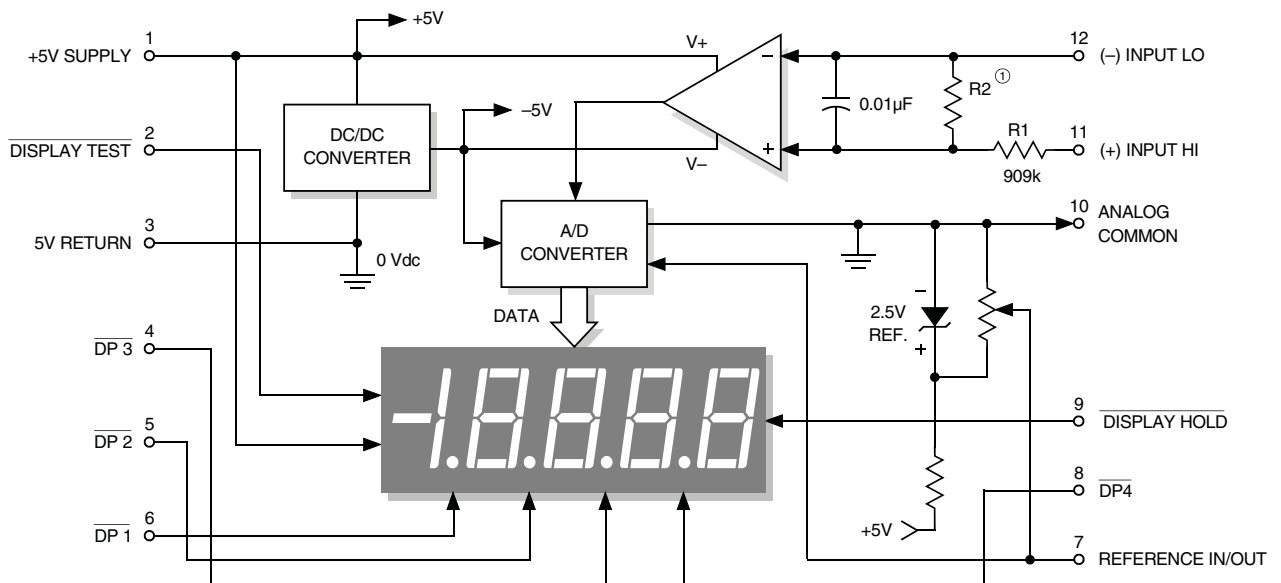 +5V
1
+5V SUPPLY
V+
12
(–) INPUT LO
R2 ①
0.01µF
–5V
DC/DC
CONVERTER
2
DISPLAY TEST
R1
11
(+) INPUT HI
909k
V–
–
+
3
5V RETURN
0 Vdc
A/D
CONVERTER
10
ANALOG
COMMON
DATA
–
2.5V
REF.
+
4
DP 3
-1.8.8.8.8
9
DISPLAY HOLD
5
DP 2
8
DP4
6
DP 1
+5V
7
REFERENCE IN/OUT